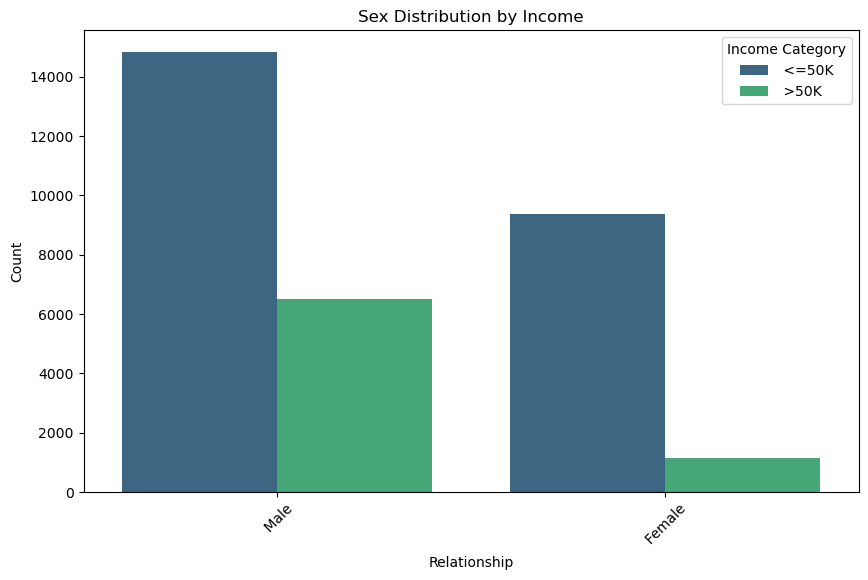 Sex Distribution by Income
Income Category
<=50K
>50K
Count
14000
12000
10000
8000
6000
4000
2000
0
Male
Female
Relationship